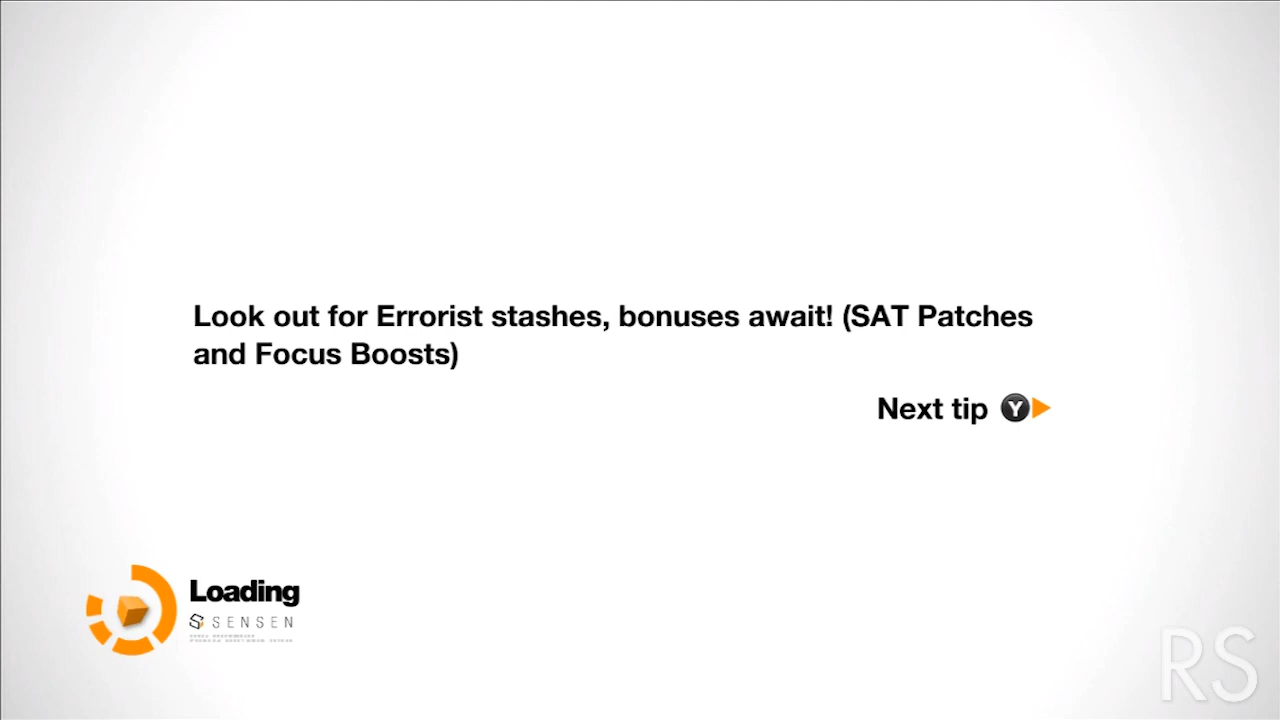 Look out for Errorist stashes, bonuses await! (SAT Patches
and Focus Boosts)
Next tip Y
Loading
SENSEN
RS